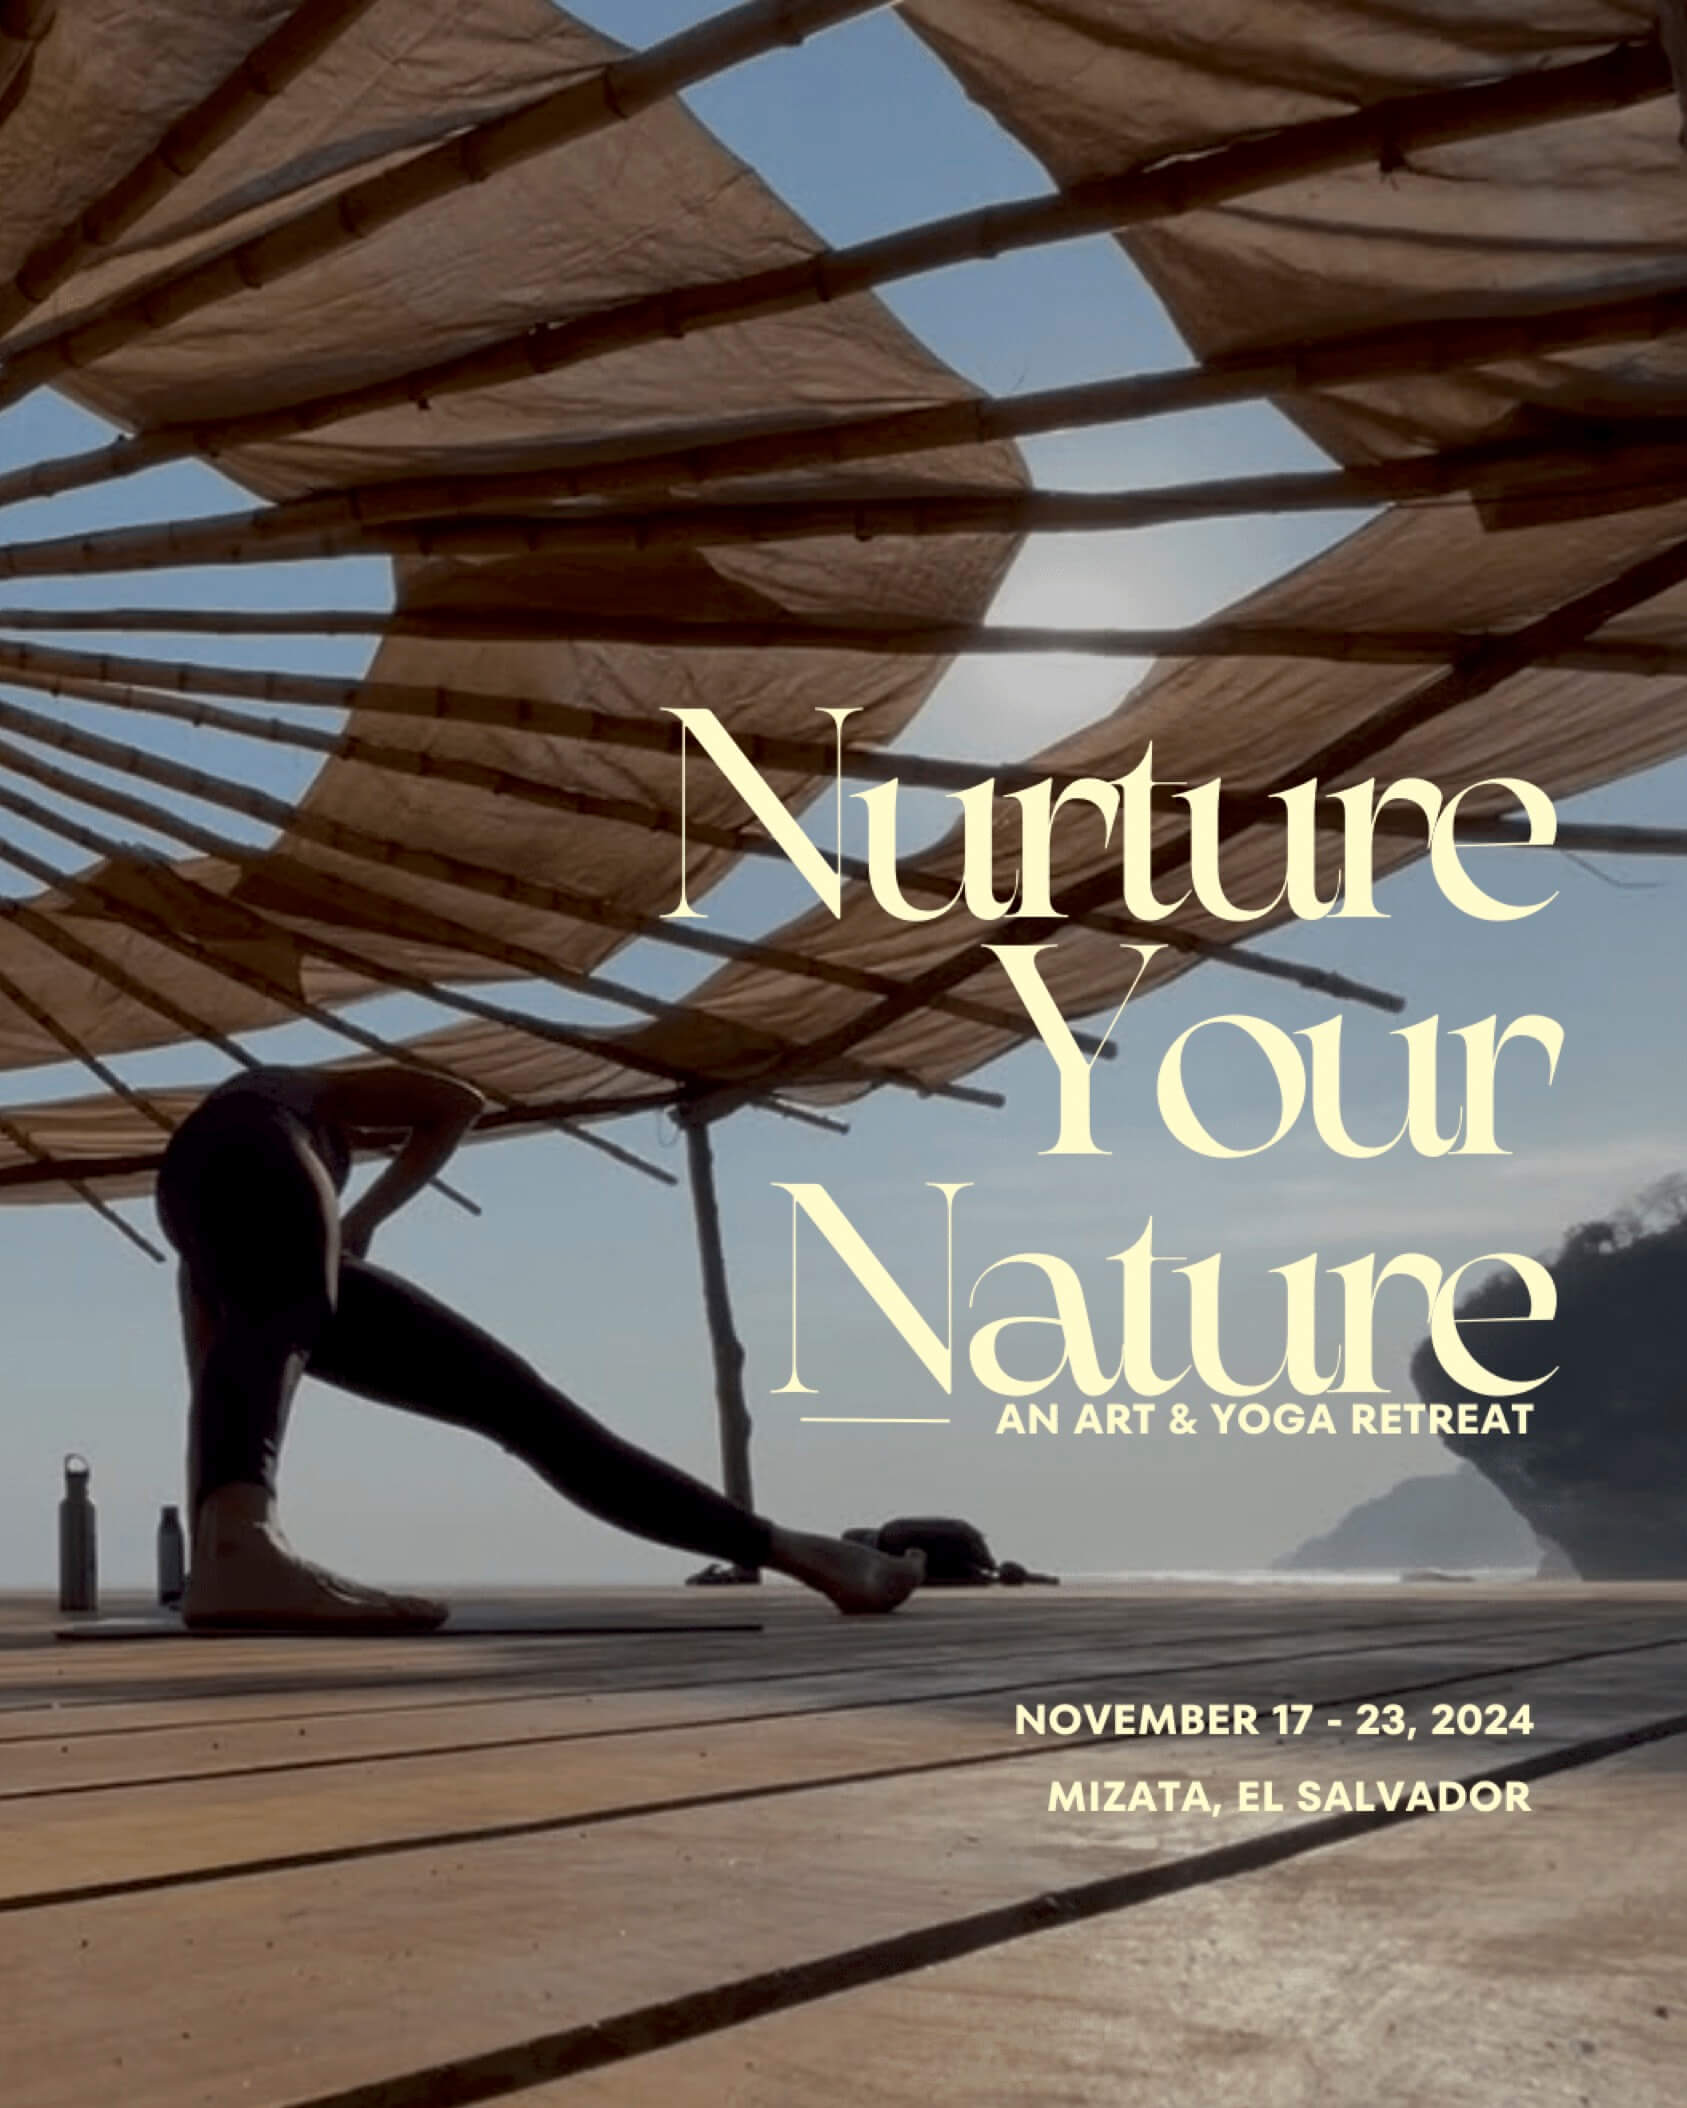 Nurture
Your
Nature
AN ART & YOGA RETREAT
NOVEMBER 17 - 23, 2024
MIZATA, EL SALVADOR